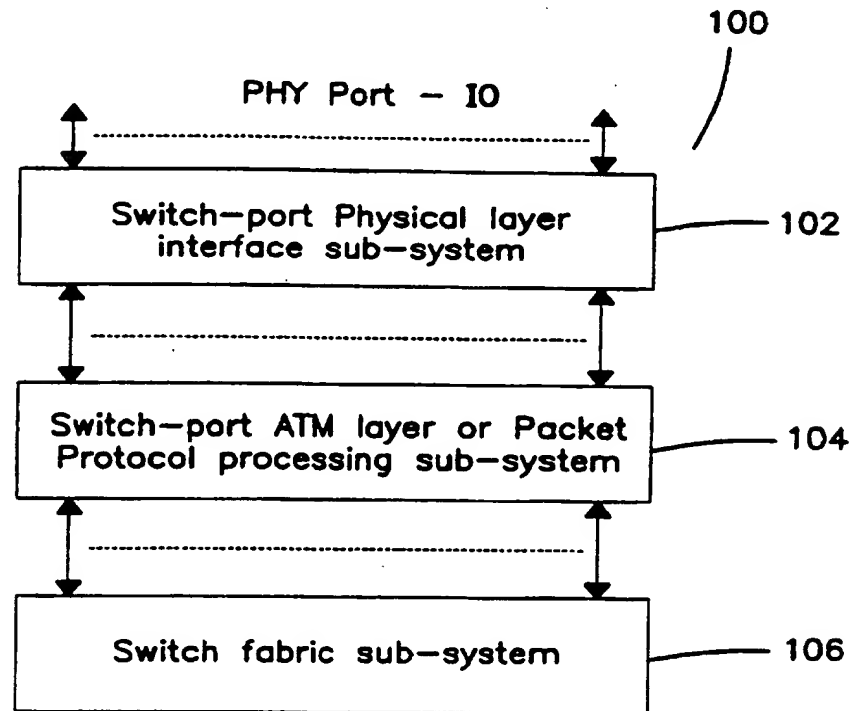 100
PHY Port - IO
Switch-port Physical layer
interface sub-system
102
Switch-port ATM layer or Packet
Protocol processing sub-system
104
Switch fabric sub-system
106